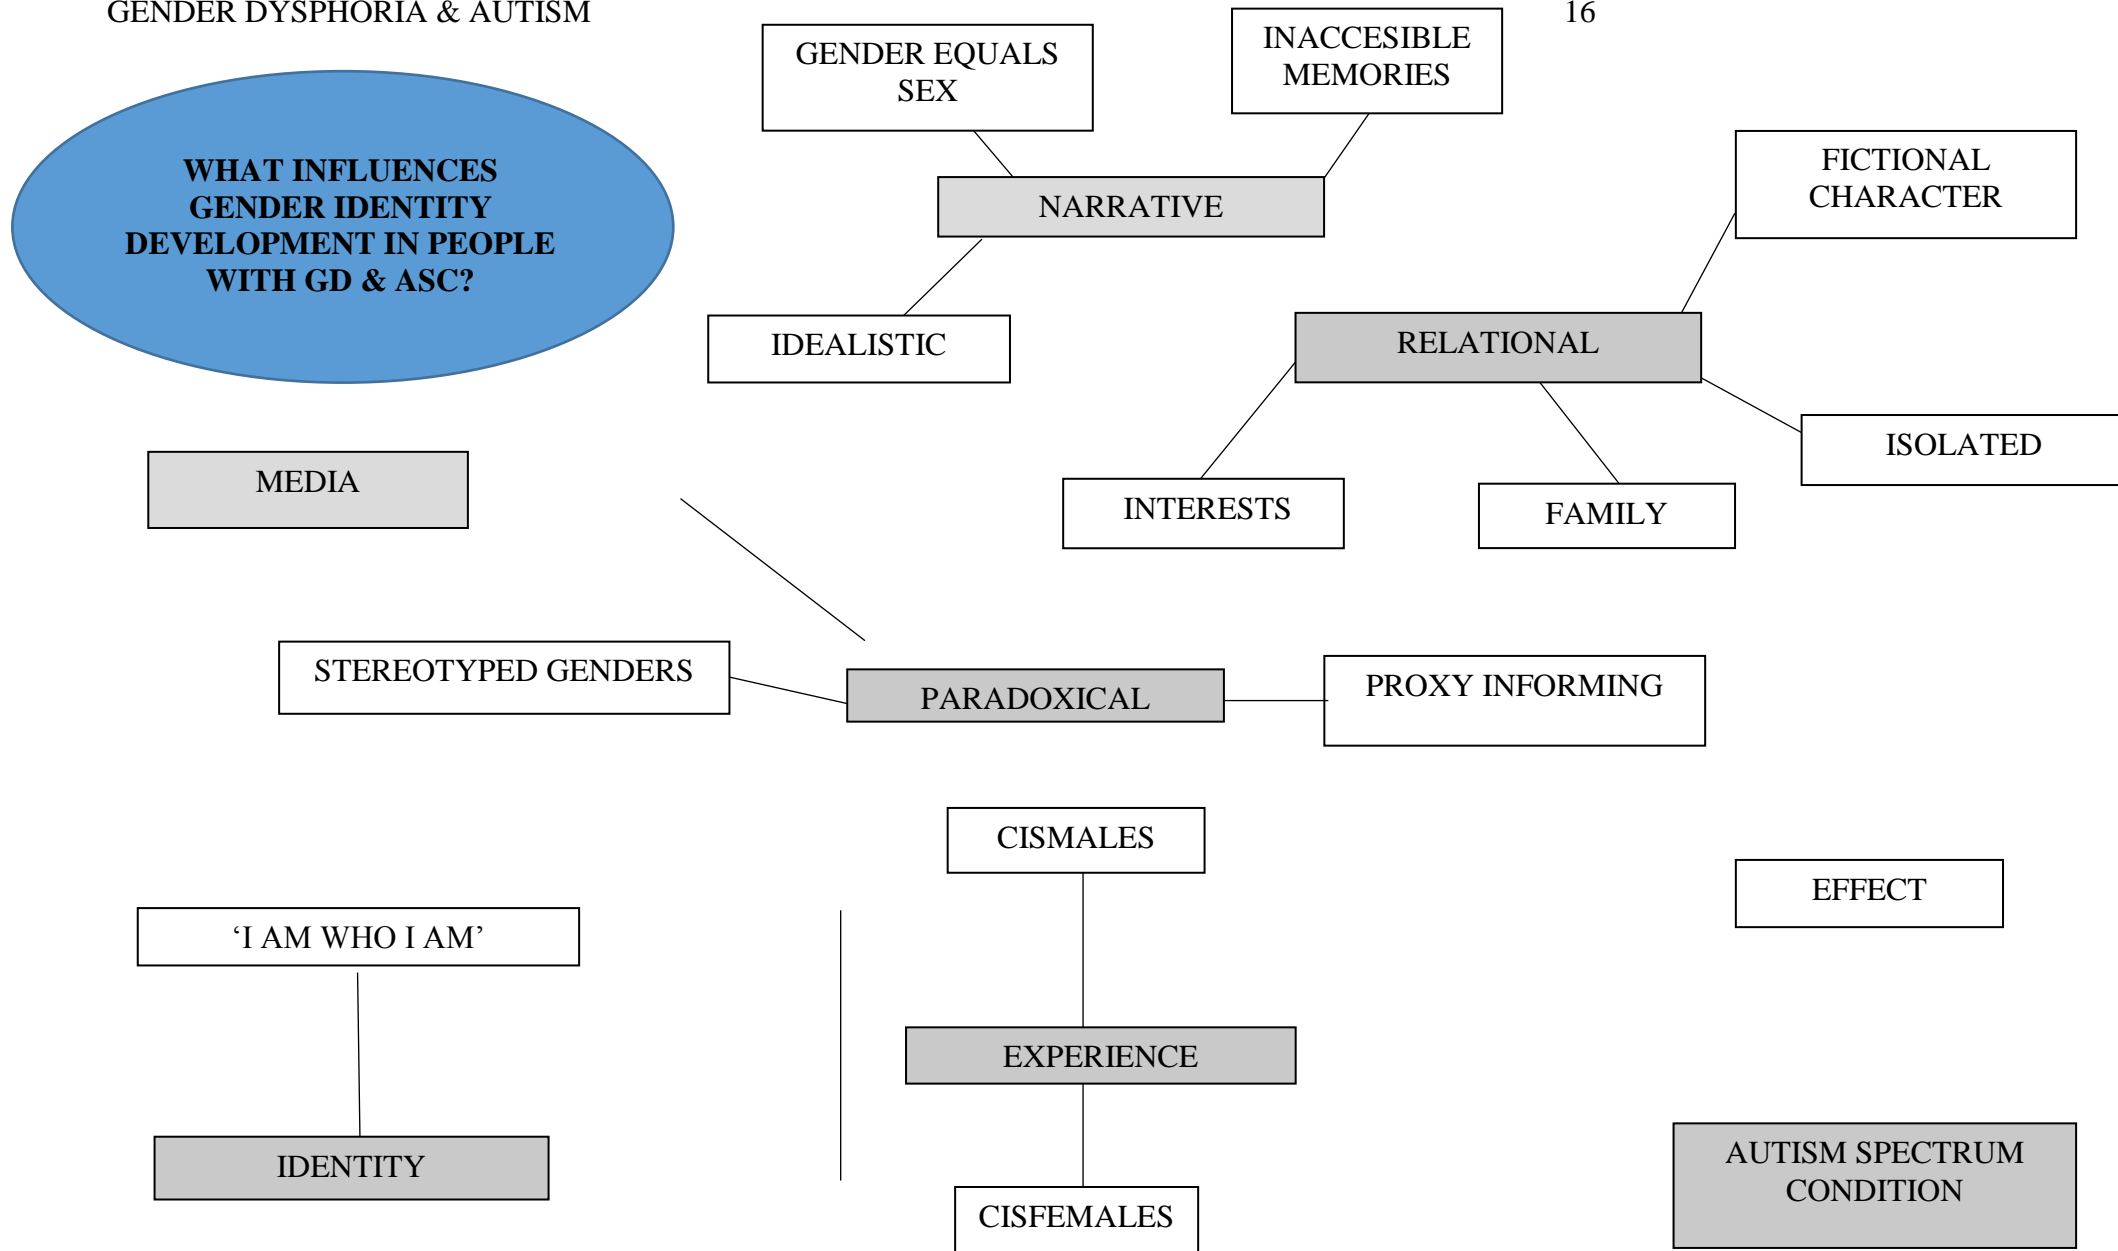 GENDER DYSPHORIA & AUTISM
16
GENDER EQUALS
SEX
INACCESIBLE
MEMORIES
WHAT INFLUENCES
GENDER IDENTITY
DEVELOPMENT IN PEOPLE
WITH GD & ASC?
NARRATIVE
FICTIONAL
CHARACTER
IDEALISTIC
RELATIONAL
MEDIA
INTERESTS
FAMILY
ISOLATED
STEREOTYPED GENDERS
PARADOXICAL
PROXY INFORMING
CISMALES
EFFECT
‘I AM WHO I AM’
EXPERIENCE
IDENTITY
AUTISM SPECTRUM
CONDITION
CISFEMALES